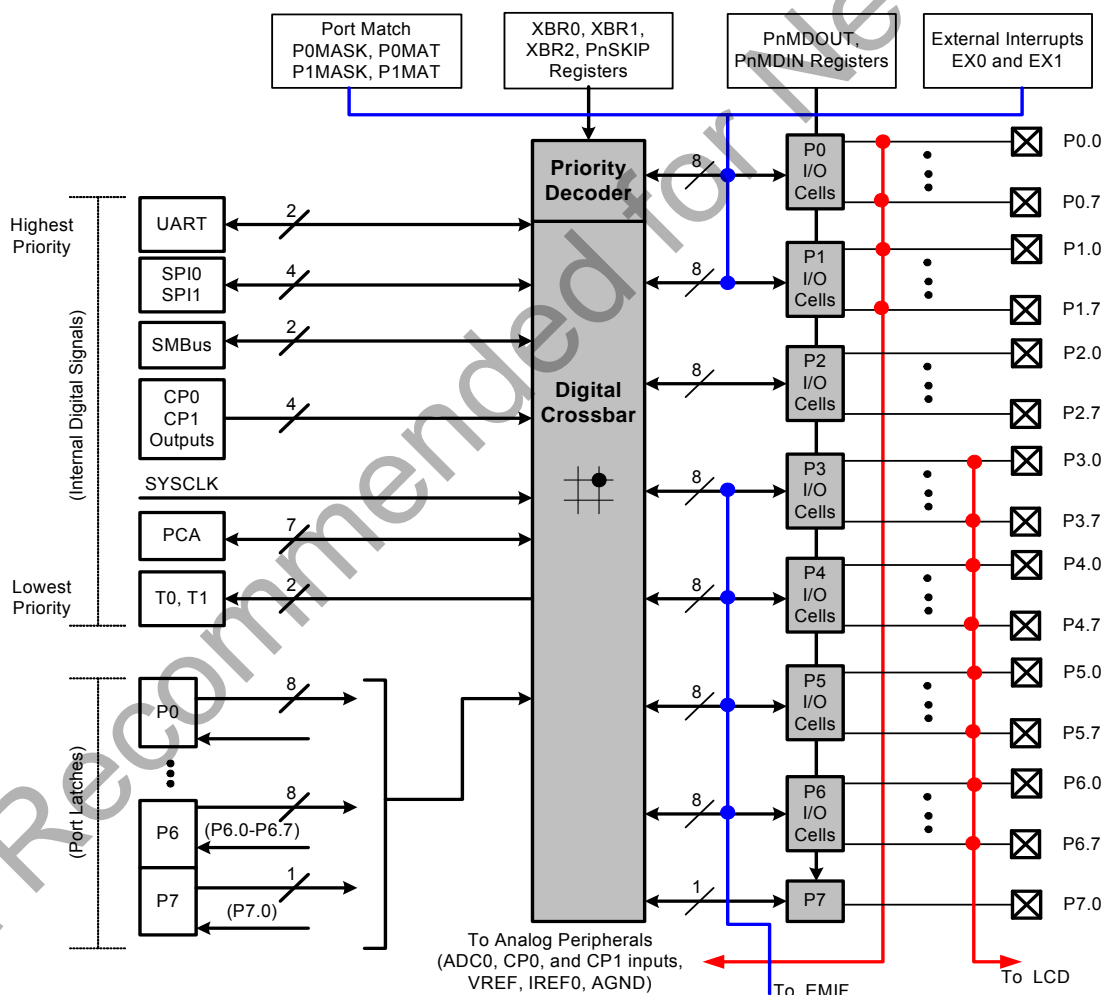 Port Match
P0MASK, P0MAT
P1MASK, P1MAT
XBR0, XBR1,
XBR2, PnSKIP
Registers
PnMDOUT,
PnMDIN Registers
External Interrupts
EX0 and EX1
Priority
Decoder
Digital
Crossbar
Highest
Priority
(Internal Digital Signals)
Lowest
Priority
UART
2
SPI0
SPI1
4
SMBus
2
CP0
CP1
Outputs
4
SYSCLK
PCA
7
T0, T1
2
(Port Latches)
P0
8
P6
8
(P6.0-P6.7)
P7
1
(P7.0)
8
P0
I/O
Cells
P0.0
P0.7
8
P1
I/O
Cells
P1.0
P1.7
8
P2
I/O
Cells
P2.0
P2.7
8
P3
I/O
Cells
P3.0
P3.7
8
P4
I/O
Cells
P4.0
P4.7
8
P5
I/O
Cells
P5.0
P5.7
8
P6
I/O
Cells
P6.0
P6.7
1
P7
P7.0
To Analog Peripherals
(ADC0, CP0, and CP1 inputs,
VREF, IREF0, AGND)
To EMIF
To LCD
Recommended for Ne